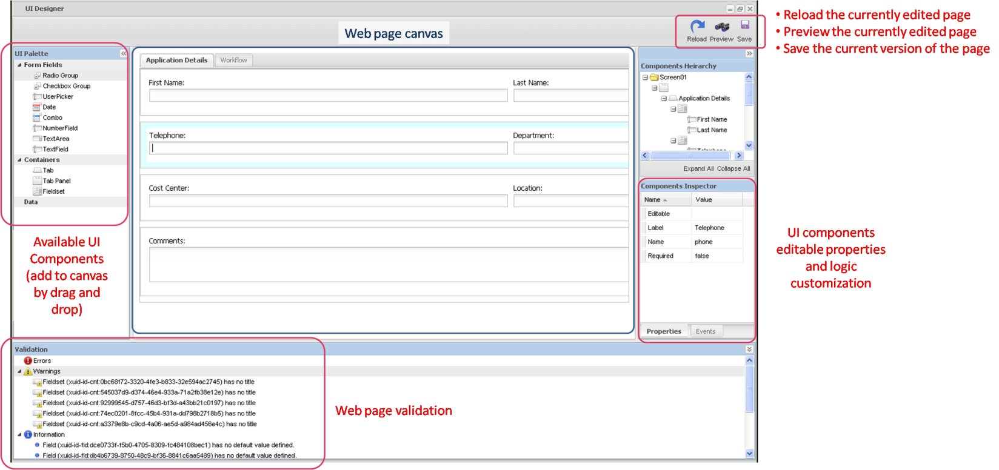 UI Designer
Web page canvas
Reload Preview Save
• Reload the currently edited page
• Preview the currently edited page
• Save the current version of the page
UI Palette
Form Fields
Radio Group
Checkbox Group
UserPicker
Date
Combo
NumberField
TextArea
TextField
Containers
Tab
Tab Panel
Fieldset
Data
Available UI
Components
(add to canvas
by drag and
drop)
Application Details Workflow
First Name: Last Name:
Telephone: Department:
Cost Center: Location:
Comments:
Components Heirarchy
Screen01
Application Details
First Name
Last Name
Telephone
Expand All Collapse All
Components Inspector
Name Value
Editable
Label Telephone
Name phone
Required false
Properties Events
UI components
editable properties
and logic
customization
Validation
Errors
Warnings
Fieldset (xuid-id-cnt:0bc68f72-3320-4fe3-b833-32e594ac2745) has no title
Fieldset (xuid-id-cnt:545037d9-d374-46e4-933a-71a2fb38e12e) has no title
Fieldset (xuid-id-cnt:92999545-d757-46d3-bf3d-a43bb21c0197) has no title
Fieldset (xuid-id-cnt:74ec0201-8fcc-45b4-931a-dd798b2718b5) has no title
Fieldset (xuid-id-cnt:a3379e8b-c9cd-4a06-ae5d-a984ad456e4c) has no title
Information
Field (xuid-id-fld:dce0733f-f5b0-4705-8309-fc484108bec1) has no default value defined.
Field (xuid-id-fld:db4b6739-8750-48c9-bf36-8841c6aa5489) has no default value defined.
Web page validation